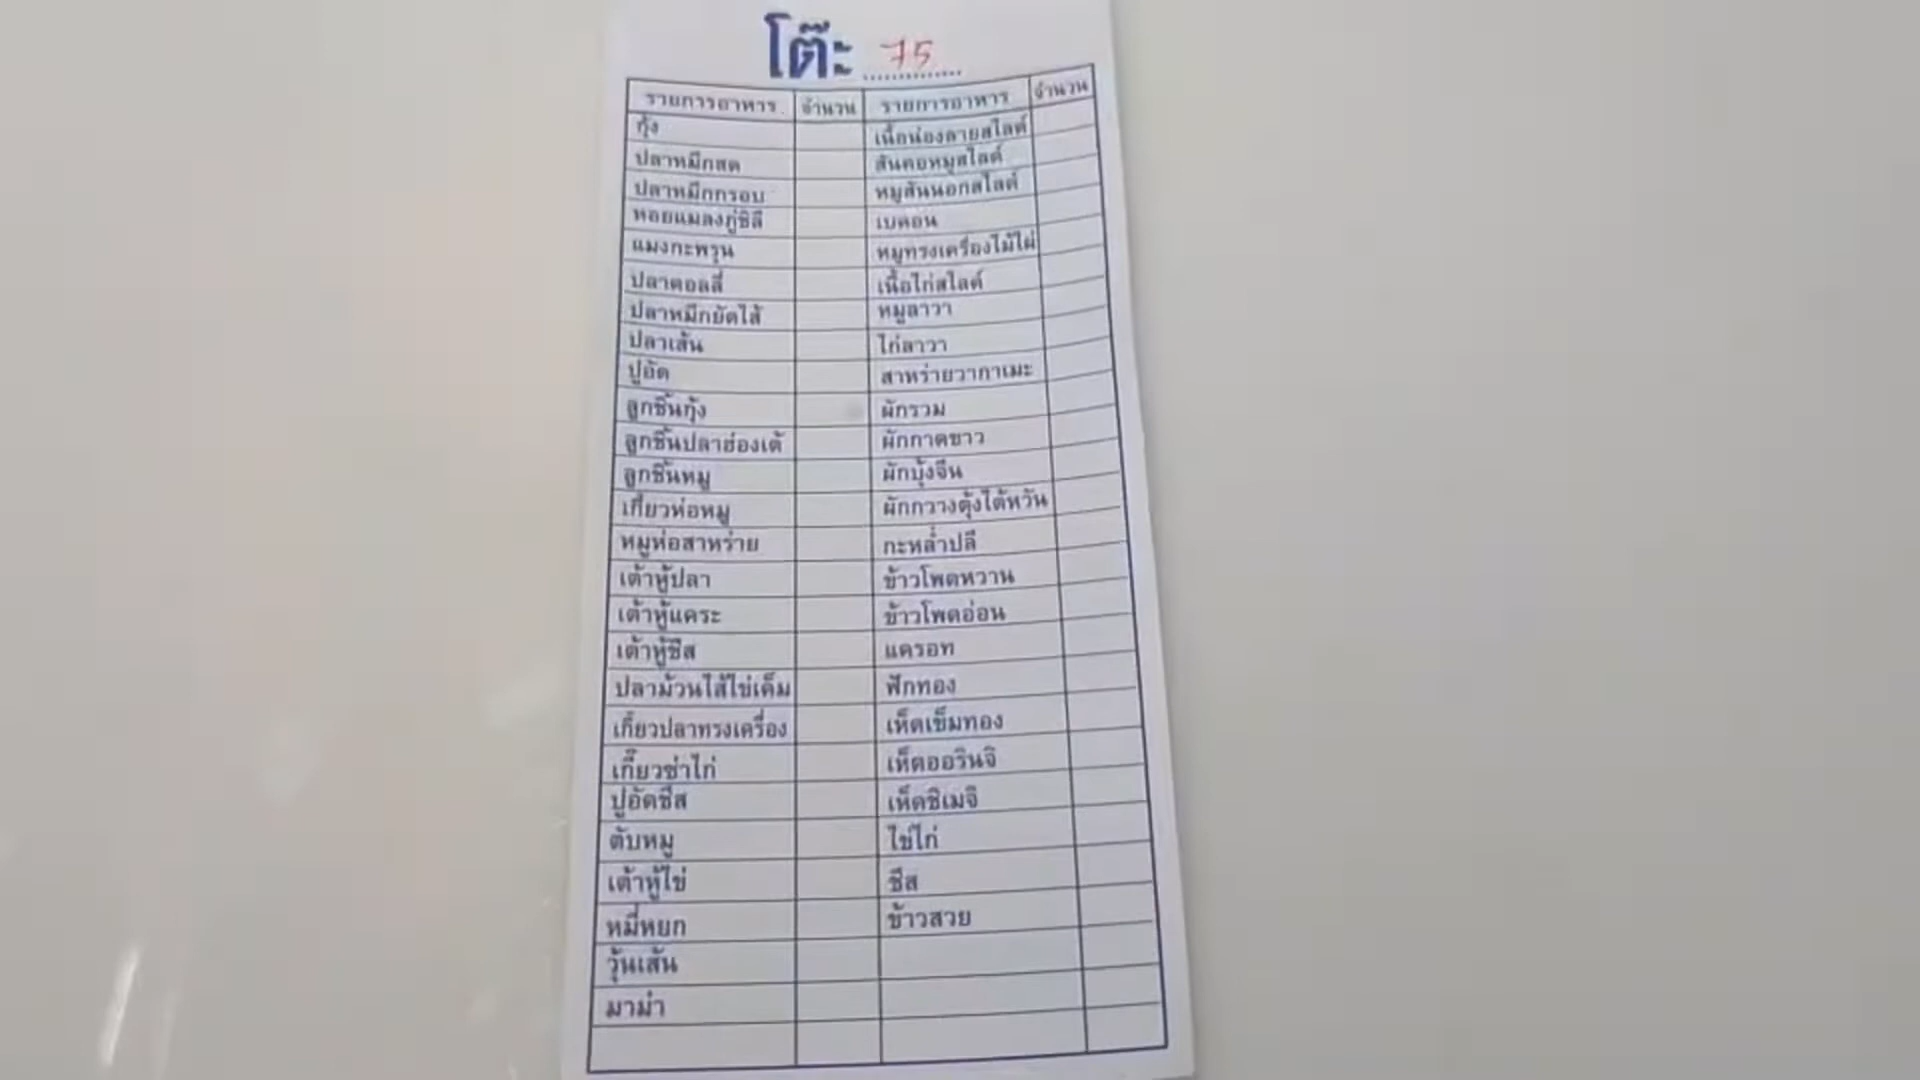 โต๊ะ 75
รายการอาหาร จำนวน รายการอาหาร จำนวน
กุ้ง เนื้อน่องลายสไลด์
ปลาหมึกสด สันคอหมูสไลด์
ปลาหมึกกรอบ หมูสันนอกสไลด์
หอยแมลงภู่ชิลี เบคอน
แมงกะพรุน หมูทรงเครื่องไม้ไผ่
ปลาดอลลี่ เนื้อไก่สไลด์
ปลาหมึกยัดไส้ หมูลาวา
ปลาเส้น ไก่ลาวา
ปูอัด สาหร่ายวากาเมะ
ลูกชิ้นกุ้ง ผักรวม
ลูกชิ้นปลาฮ่องเต้ ผักกาดขาว
ลูกชิ้นหมู ผักบุ้งจีน
เกี๊ยวห่อหมู ผักกวางตุ้งไต้หวัน
หมูห่อสาหร่าย กะหล่ำปลี
เต้าหู้ปลา ข้าวโพดหวาน
เต้าหู้แคระ ข้าวโพดอ่อน
เต้าหู้ชีส แครอท
ปลาม้วนไส้ไข่เค็ม ฟักทอง
เกี๊ยวปลาทรงเครื่อง เห็ดเข็มทอง
เกี๊ยวซ่าไก่ เห็ดออรินจิ
ปูอัดชีส เห็ดชิเมจิ
ตับหมู ไข่ไก่
เต้าหู้ไข่ ชีส
หมี่หยก ข้าวสวย
วุ้นเส้น
มาม่า